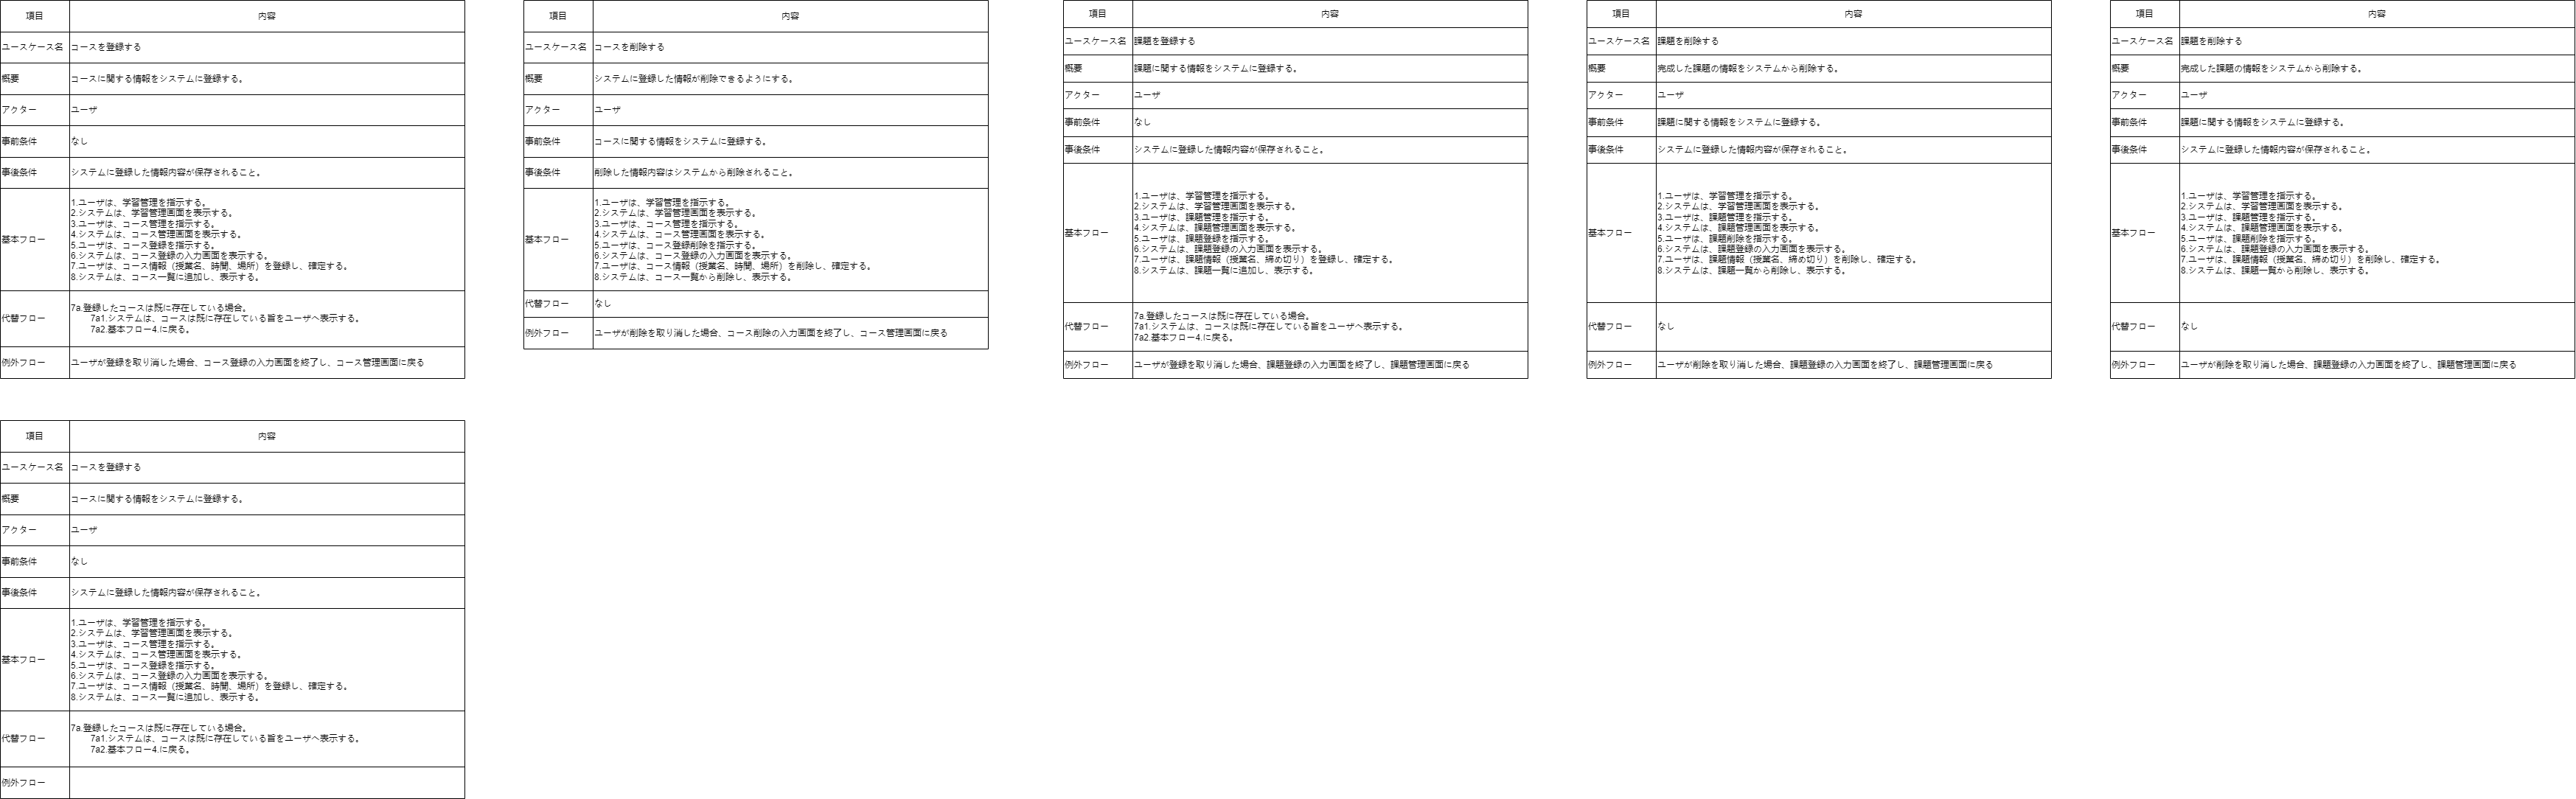 項目 内容
ユースケース名 コースを登録する
概要 コースに関する情報をシステムに登録する。
アクター ユーザ
事前条件 なし
事後条件 システムに登録した情報内容が保存されること。
基本フロー
1.ユーザは、学習管理を指示する。
2.システムは、学習管理画面を表示する。
3.ユーザは、コース管理を指示する。
4.システムは、コース管理画面を表示する。
5.ユーザは、コース登録を指示する。
6.システムは、コース登録の入力画面を表示する。
7.ユーザは、コース情報（授業名、時間、場所）を登録し、確定する。
8.システムは、コース一覧に追加し、表示する。
代替フロー
7a.登録したコースは既に存在している場合。
7a1.システムは、コースは既に存在している旨をユーザへ表示する。
7a2.基本フロー4.に戻る。
例外フロー ユーザが登録を取り消した場合、コース登録の入力画面を終了し、コース管理画面に戻る
項目 内容
ユースケース名 コースを削除する
概要 システムに登録した情報が削除できるようにする。
アクター ユーザ
事前条件 コースに関する情報をシステムに登録する。
事後条件 削除した情報内容はシステムから削除されること。
基本フロー
1.ユーザは、学習管理を指示する。
2.システムは、学習管理画面を表示する。
3.ユーザは、コース管理を指示する。
4.システムは、コース管理画面を表示する。
5.ユーザは、コース登録削除を指示する。
6.システムは、コース登録の入力画面を表示する。
7.ユーザは、コース情報（授業名、時間、場所）を削除し、確定する。
8.システムは、コース一覧から削除し、表示する。
代替フロー なし
例外フロー ユーザが削除を取り消した場合、コース削除の入力画面を終了し、コース管理画面に戻る
項目 内容
ユースケース名 課題を登録する
概要 課題に関する情報をシステムに登録する。
アクター ユーザ
事前条件 なし
事後条件 システムに登録した情報内容が保存されること。
基本フロー
1.ユーザは、学習管理を指示する。
2.システムは、学習管理画面を表示する。
3.ユーザは、課題管理を指示する。
4.システムは、課題管理画面を表示する。
5.ユーザは、課題登録を指示する。
6.システムは、課題登録の入力画面を表示する。
7.ユーザは、課題情報（授業名、締め切り）を登録し、確定する。
8.システムは、課題一覧に追加し、表示する。
代替フロー
7a.登録したコースは既に存在している場合。
7a1.システムは、コースは既に存在している旨をユーザへ表示する。
7a2.基本フロー4.に戻る。
例外フロー ユーザが登録を取り消した場合、課題登録の入力画面を終了し、課題管理画面に戻る
項目 内容
ユースケース名 課題を削除する
概要 完成した課題の情報をシステムから削除する。
アクター ユーザ
事前条件 課題に関する情報をシステムに登録する。
事後条件 システムに登録した情報内容が保存されること。
基本フロー
1.ユーザは、学習管理を指示する。
2.システムは、学習管理画面を表示する。
3.ユーザは、課題管理を指示する。
4.システムは、課題管理画面を表示する。
5.ユーザは、課題削除を指示する。
6.システムは、課題登録の入力画面を表示する。
7.ユーザは、課題情報（授業名、締め切り）を削除し、確定する。
8.システムは、課題一覧から削除し、表示する。
代替フロー なし
例外フロー ユーザが削除を取り消した場合、課題登録の入力画面を終了し、課題管理画面に戻る
項目 内容
ユースケース名 課題を削除する
概要 完成した課題の情報をシステムから削除する。
アクター ユーザ
事前条件 課題に関する情報をシステムに登録する。
事後条件 システムに登録した情報内容が保存されること。
基本フロー
1.ユーザは、学習管理を指示する。
2.システムは、学習管理画面を表示する。
3.ユーザは、課題管理を指示する。
4.システムは、課題管理画面を表示する。
5.ユーザは、課題削除を指示する。
6.システムは、課題登録の入力画面を表示する。
7.ユーザは、課題情報（授業名、締め切り）を削除し、確定する。
8.システムは、課題一覧から削除し、表示する。
代替フロー なし
例外フロー ユーザが削除を取り消した場合、課題登録の入力画面を終了し、課題管理画面に戻る
項目 内容
ユースケース名 コースを登録する
概要 コースに関する情報をシステムに登録する。
アクター ユーザ
事前条件 なし
事後条件 システムに登録した情報内容が保存されること。
基本フロー
1.ユーザは、学習管理を指示する。
2.システムは、学習管理画面を表示する。
3.ユーザは、コース管理を指示する。
4.システムは、コース管理画面を表示する。
5.ユーザは、コース登録を指示する。
6.システムは、コース登録の入力画面を表示する。
7.ユーザは、コース情報（授業名、時間、場所）を登録し、確定する。
8.システムは、コース一覧に追加し、表示する。
代替フロー
7a.登録したコースは既に存在している場合。
7a1.システムは、コースは既に存在している旨をユーザへ表示する。
7a2.基本フロー4.に戻る。
例外フロー